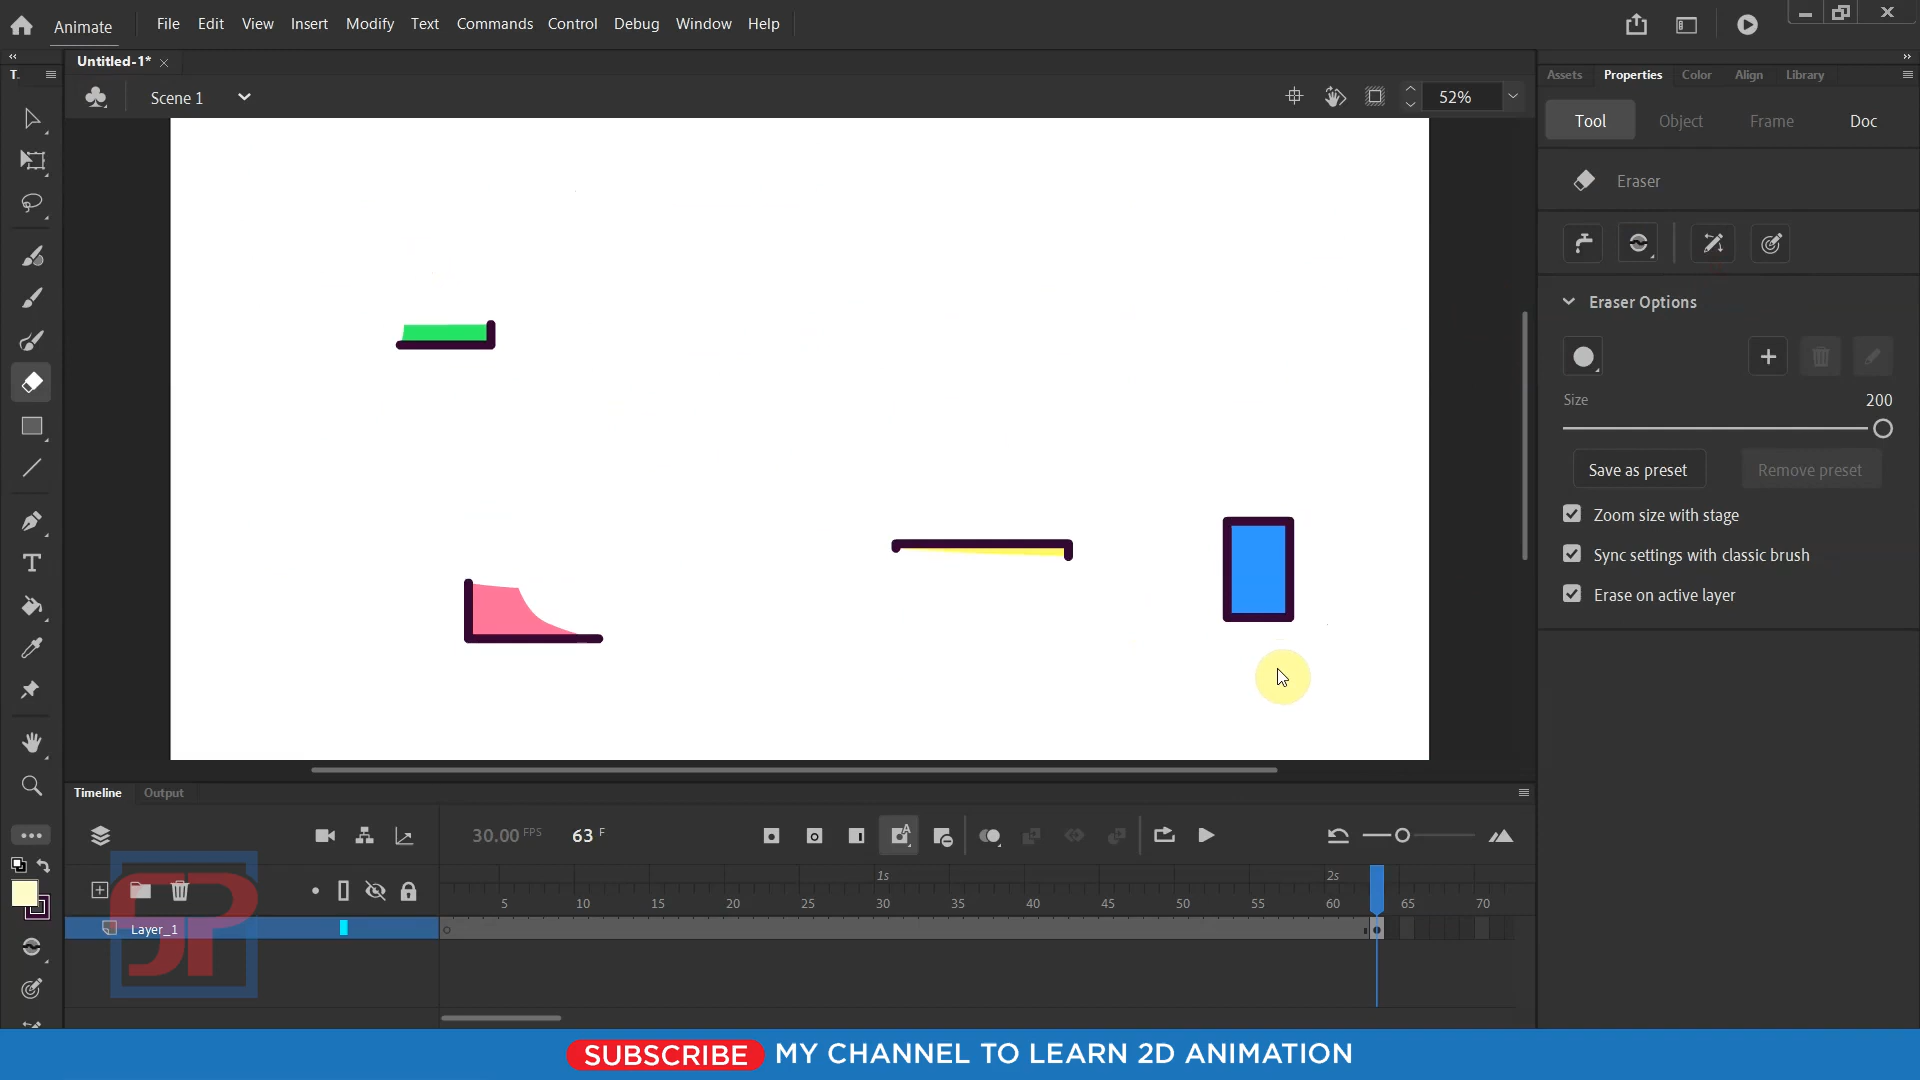 Animate File Edit View Insert Modify Text Commands Control Debug Window Help
Untitled-1*
T.
Assets Properties Color Align Library
Scene 1
52%
Tool Object Frame Doc
Eraser
Eraser Options
Size 200
Save as preset Remove preset
Zoom size with stage
Sync settings with classic brush
Erase on active layer
Timeline Output
30.00 FPS 63 F
A
1s 2s
5 10 15 20 25 30 35 40 45 50 55 60 65 70
Layer_1
JP
SUBSCRIBE MY CHANNEL TO LEARN 2D ANIMATION